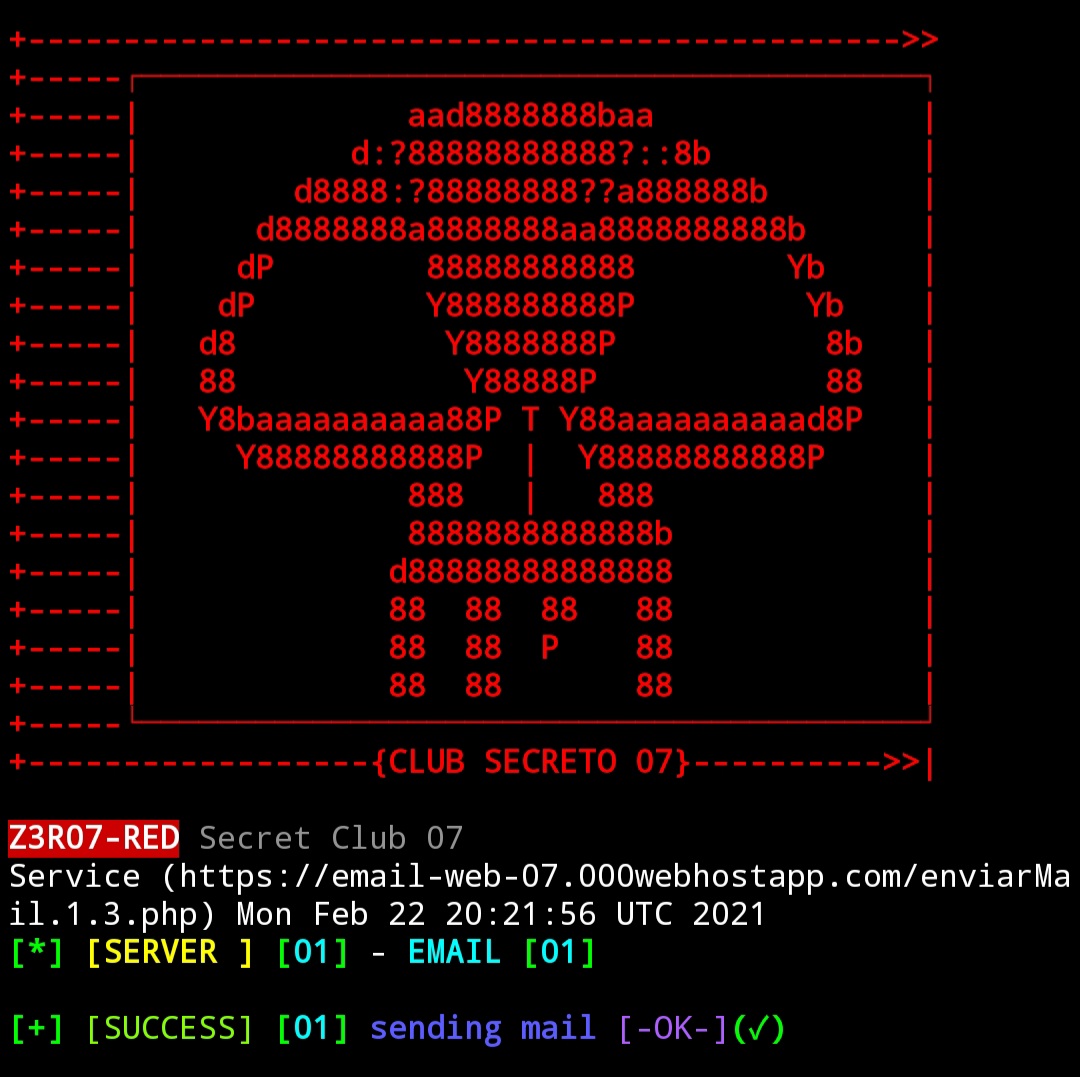 +----------------------------------------------->>
+-----
+-----| aad8888888baa |
+-----| d:?88888888888?::8b |
+-----| d8888:?888888888??a888888b |
+-----| d8888888a8888888aa8888888888b |
+-----| dP 88888888888 Yb |
+-----| dP Y888888888P Yb |
+-----| d8 Y8888888P 8b |
+-----| 88 Y88888P 88 |
+-----| Y8baaaaaaaaaa88P T Y88aaaaaaaaaad8P |
+-----| Y88888888888P | Y88888888888P |
+-----| 888 | 888 |
+-----| 8888888888888b |
+-----| d88888888888888 |
+-----| 88 88 88 88 |
+-----| 88 88 P 88 |
+-----| 88 88 88 |
+-----
+------------------{CLUB SECRETO 07}---------->>|
Z3R07-RED Secret Club 07
Service (https://email-web-07.000webhostapp.com/enviarMa
il.1.3.php) Mon Feb 22 20:21:56 UTC 2021
[*] [SERVER ] [01] - EMAIL [01]
[+] [SUCCESS] [01] sending mail [-OK-](✓)